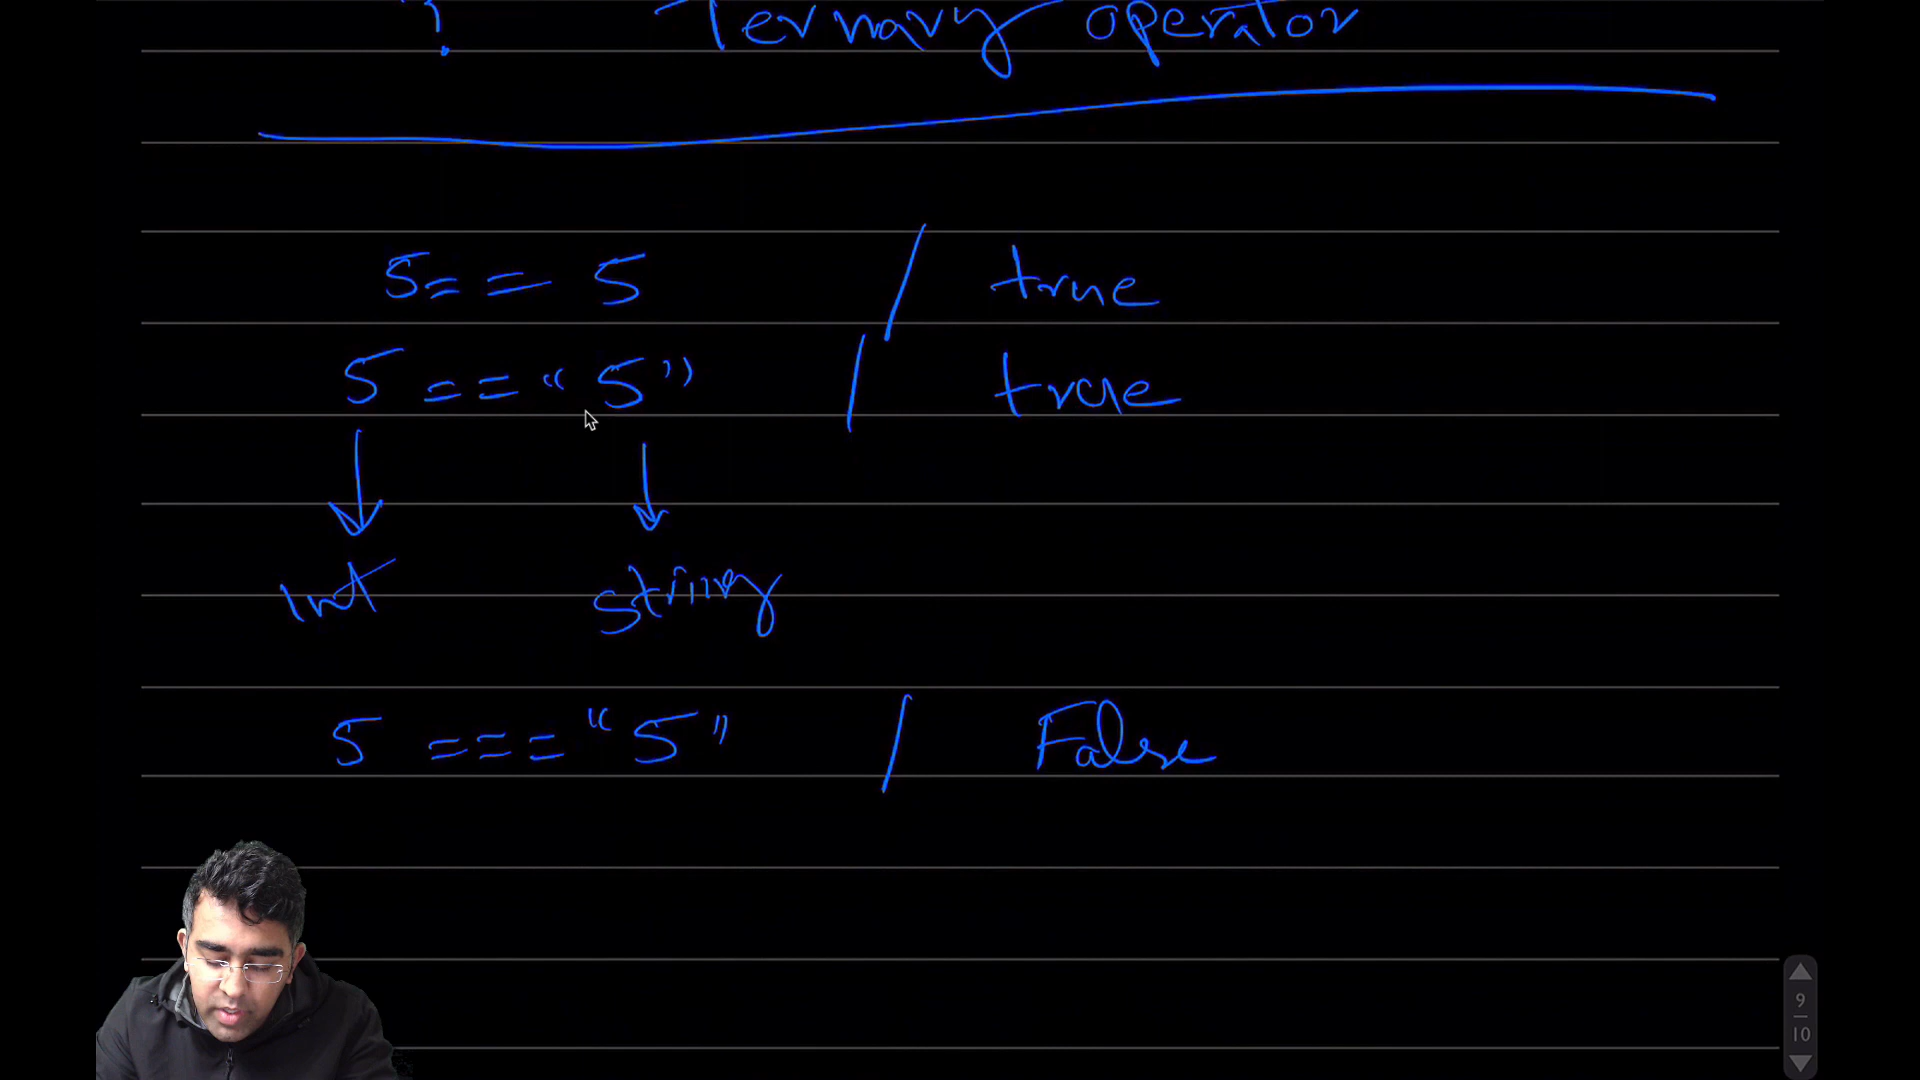 ? Ternary operator
5 == 5 / true
5 == "5" / true
int string
5 === "5" / False
9
10